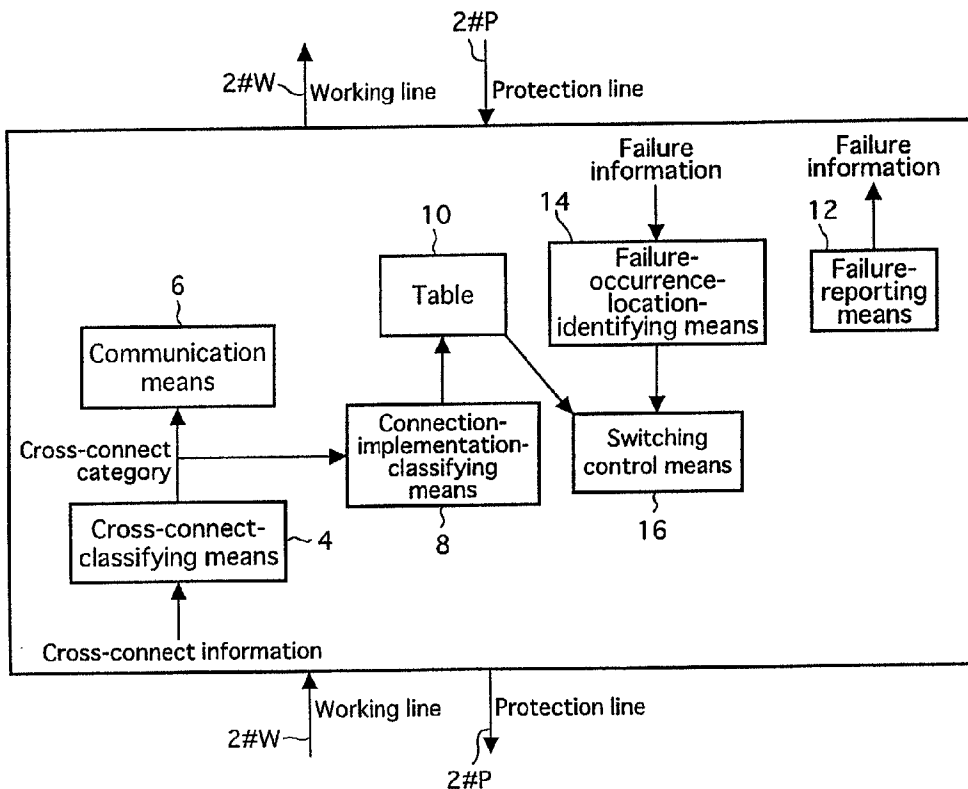 2#P
2#W
Working line
Protection line
Failure
information
Failure
information
10
14
12
Table
Failure-
occurrence-
location-
identifying means
Failure-
reporting
means
6
Communication
means
Cross-connect
category
Connection-
implementation-
classifying
means
Switching
control means
Cross-connect-
classifying means
4
8
16
Cross-connect information
Working line
Protection line
2#W
2#P